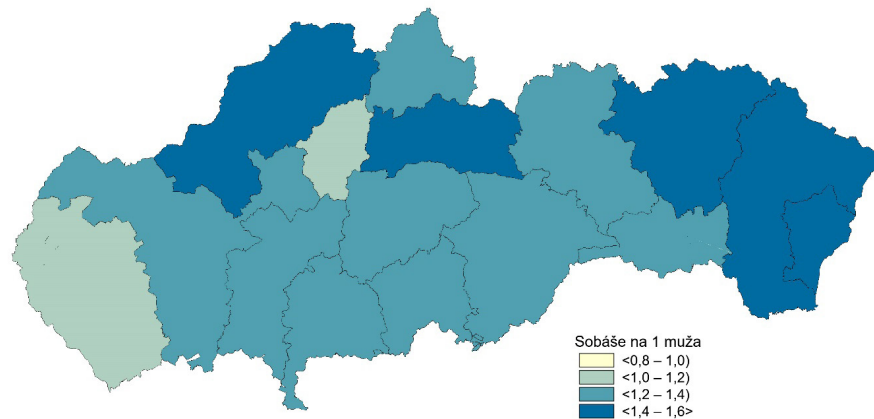 Sobáše na 1 muža
<0,8 – 1,0)
<1,0 – 1,2)
<1,2 – 1,4)
<1,4 – 1,6>